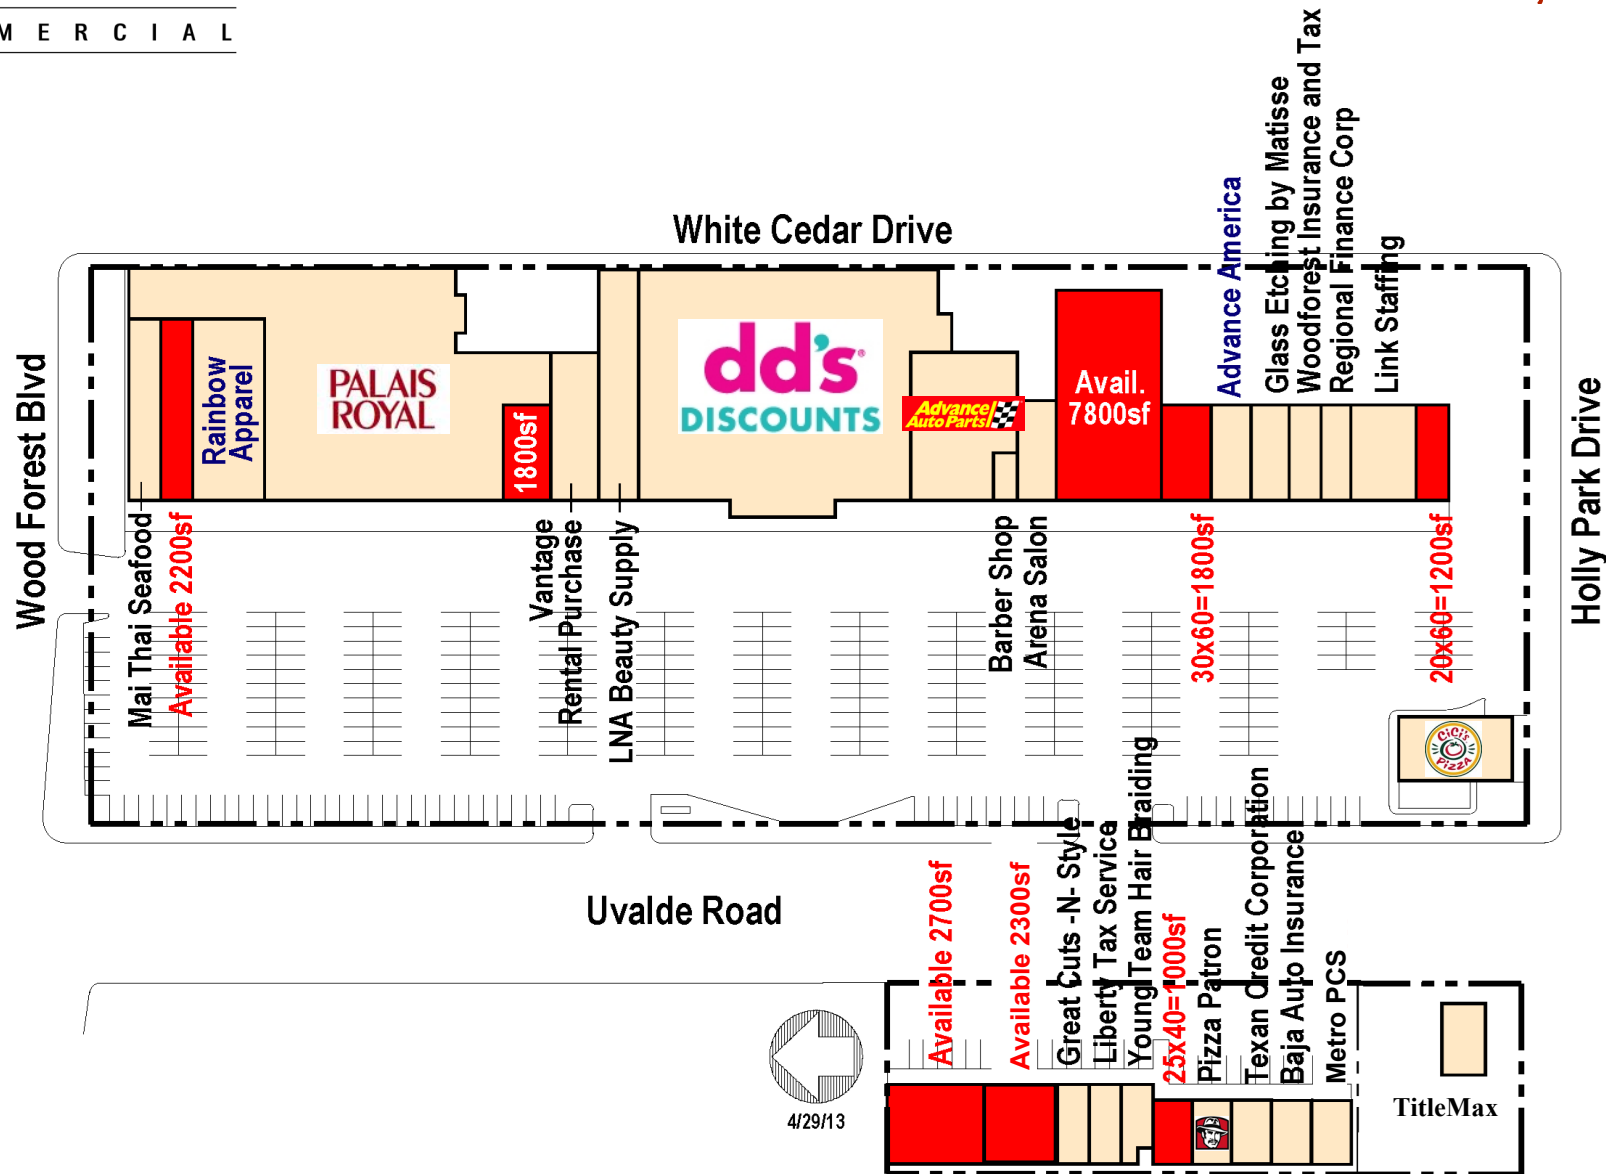 M E R C I A L
Advance America
Glass Etching by Matisse
Woodforest Insurance and Tax
Regional Finance Corp
Link Staffing
White Cedar Drive
Wood Forest Blvd
Rainbow
Apparel
PALAIS
ROYAL
1800sf
dd's
DISCOUNTS
Advance
Auto Parts
Avail.
7800sf
Holly Park Drive
Mai Thai Seafood
Available 2200sf
Vantage
Rental Purchase
LNA Beauty Supply
Barber Shop
Arena Salon
30x60=1800sf
20x60=1200sf
CiCi's
PIZZA
Uvalde Road
Available 2700sf
Available 2300sf
Great Cuts -N- Style
Liberty Tax Service
Young Team Hair Braiding
25x40=1000sf
Pizza Patron
Texan Credit Corporation
Baja Auto Insurance
Metro PCS
4/29/13
TitleMax